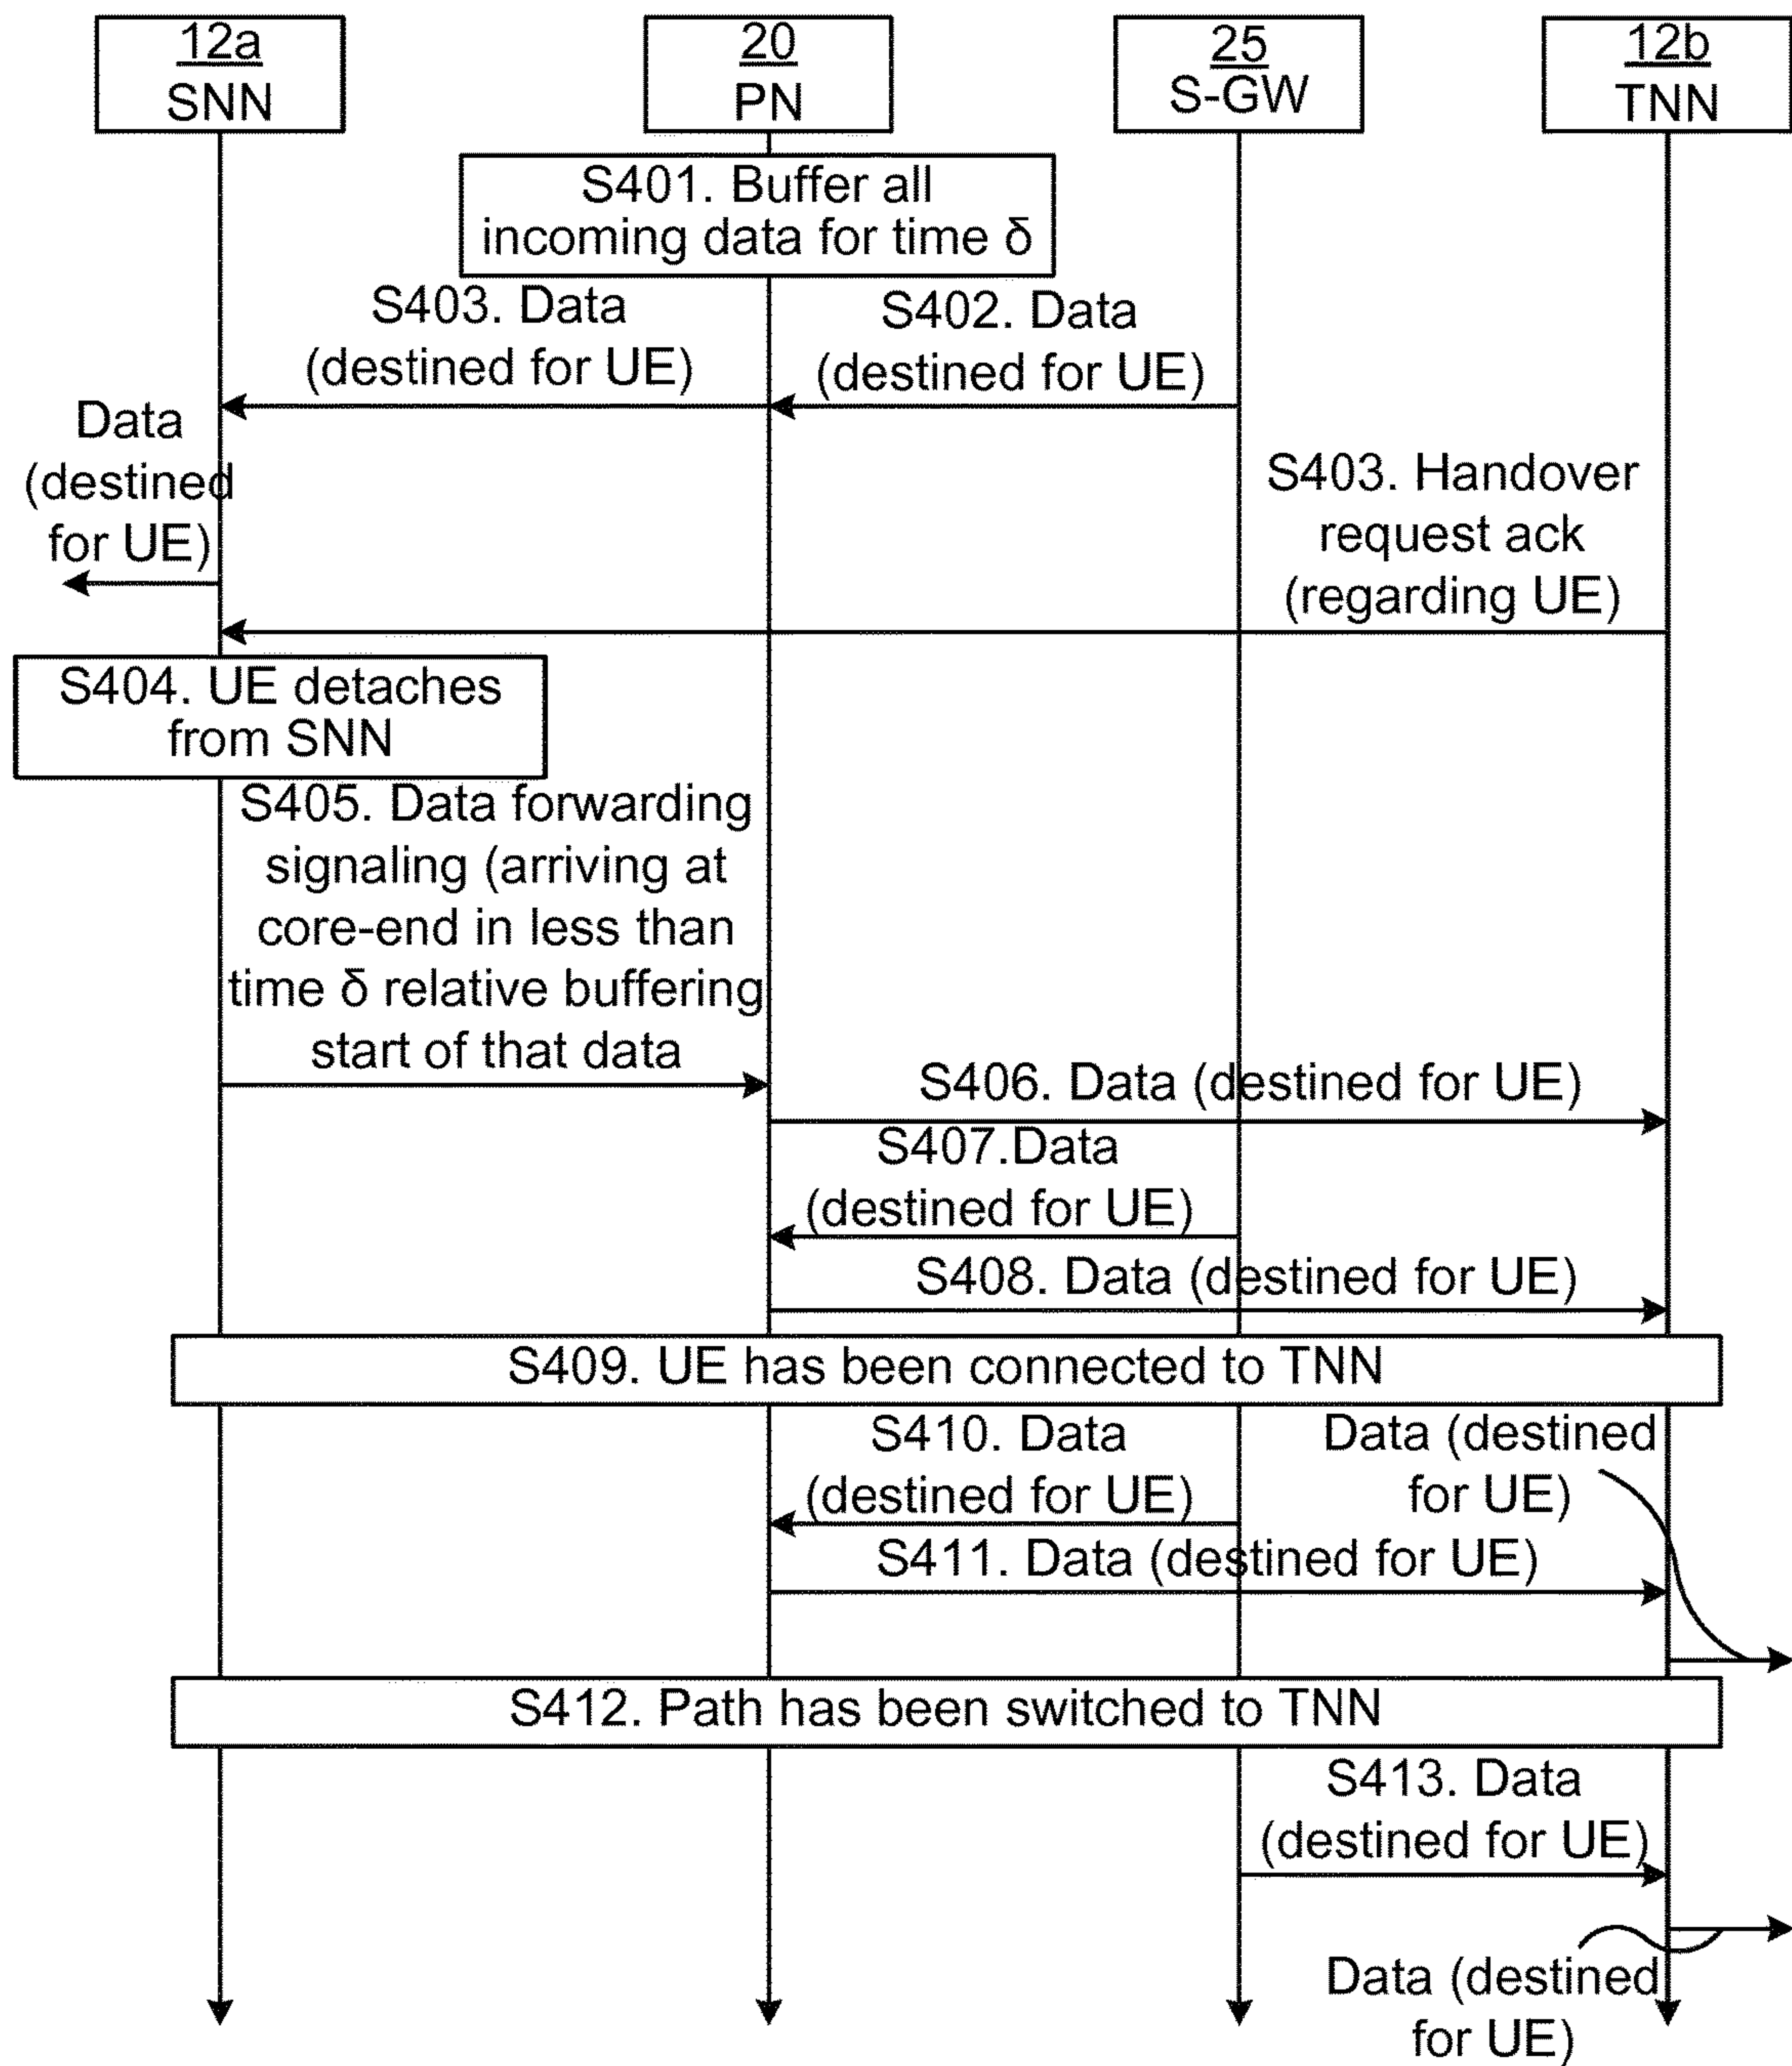 12a
SNN
20
PN
25
S-GW
12b
TNN
S401. Buffer all
incoming data for time δ
S403. Data
(destined for UE)
S402. Data
(destined for UE)
Data
(destined
for UE)
S403. Handover
request ack
(regarding UE)
S404. UE detaches
from SNN
S405. Data forwarding
signaling (arriving at
core-end in less than
time δ relative buffering
start of that data
S406. Data (destined for UE)
S407.Data
(destined for UE)
S408. Data (destined for UE)
S409. UE has been connected to TNN
S410. Data
(destined for UE)
Data (destined
for UE)
S411. Data (destined for UE)
S412. Path has been switched to TNN
S413. Data
(destined for UE)
Data (destined
for UE)